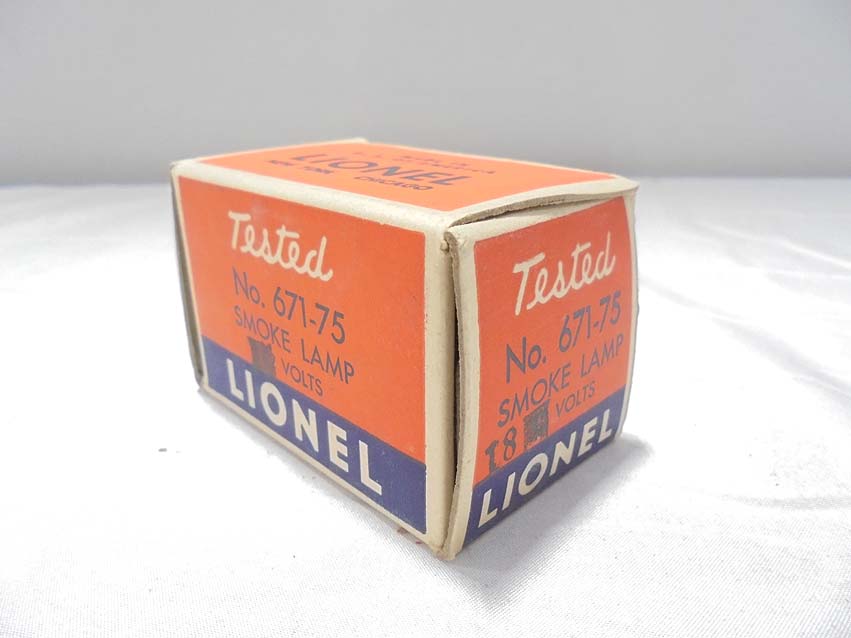 LIONEL
NEW YORK CHICAGO
Tested
No. 671-75
SMOKE LAMP
VOLTS
LIONEL
Tested
No. 671-75
SMOKE LAMP
18 VOLTS
LIONEL